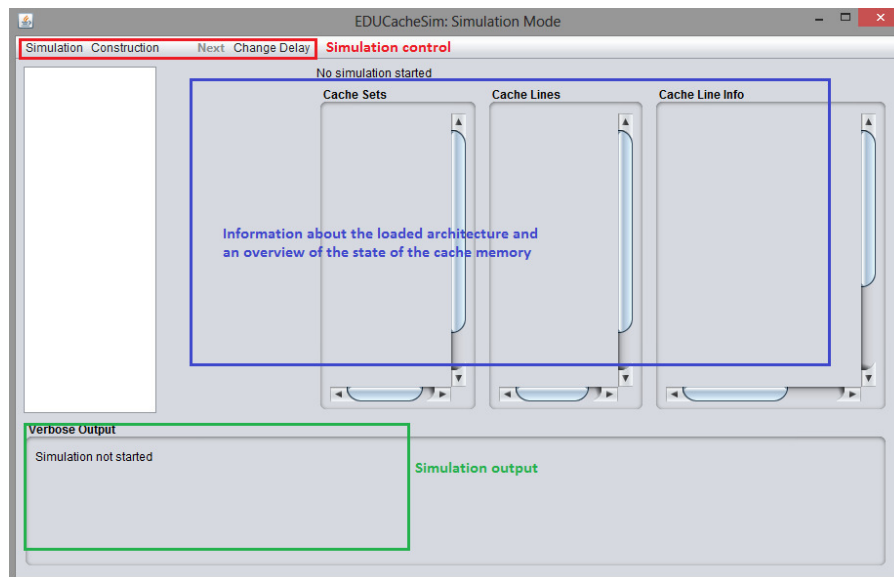 EDUCacheSim: Simulation Mode
Simulation Construction Next Change Delay Simulation control
No simulation started
Cache Sets Cache Lines Cache Line Info
Information about the loaded architecture and
an overview of the state of the cache memory
Verbose Output
Simulation not started
Simulation output